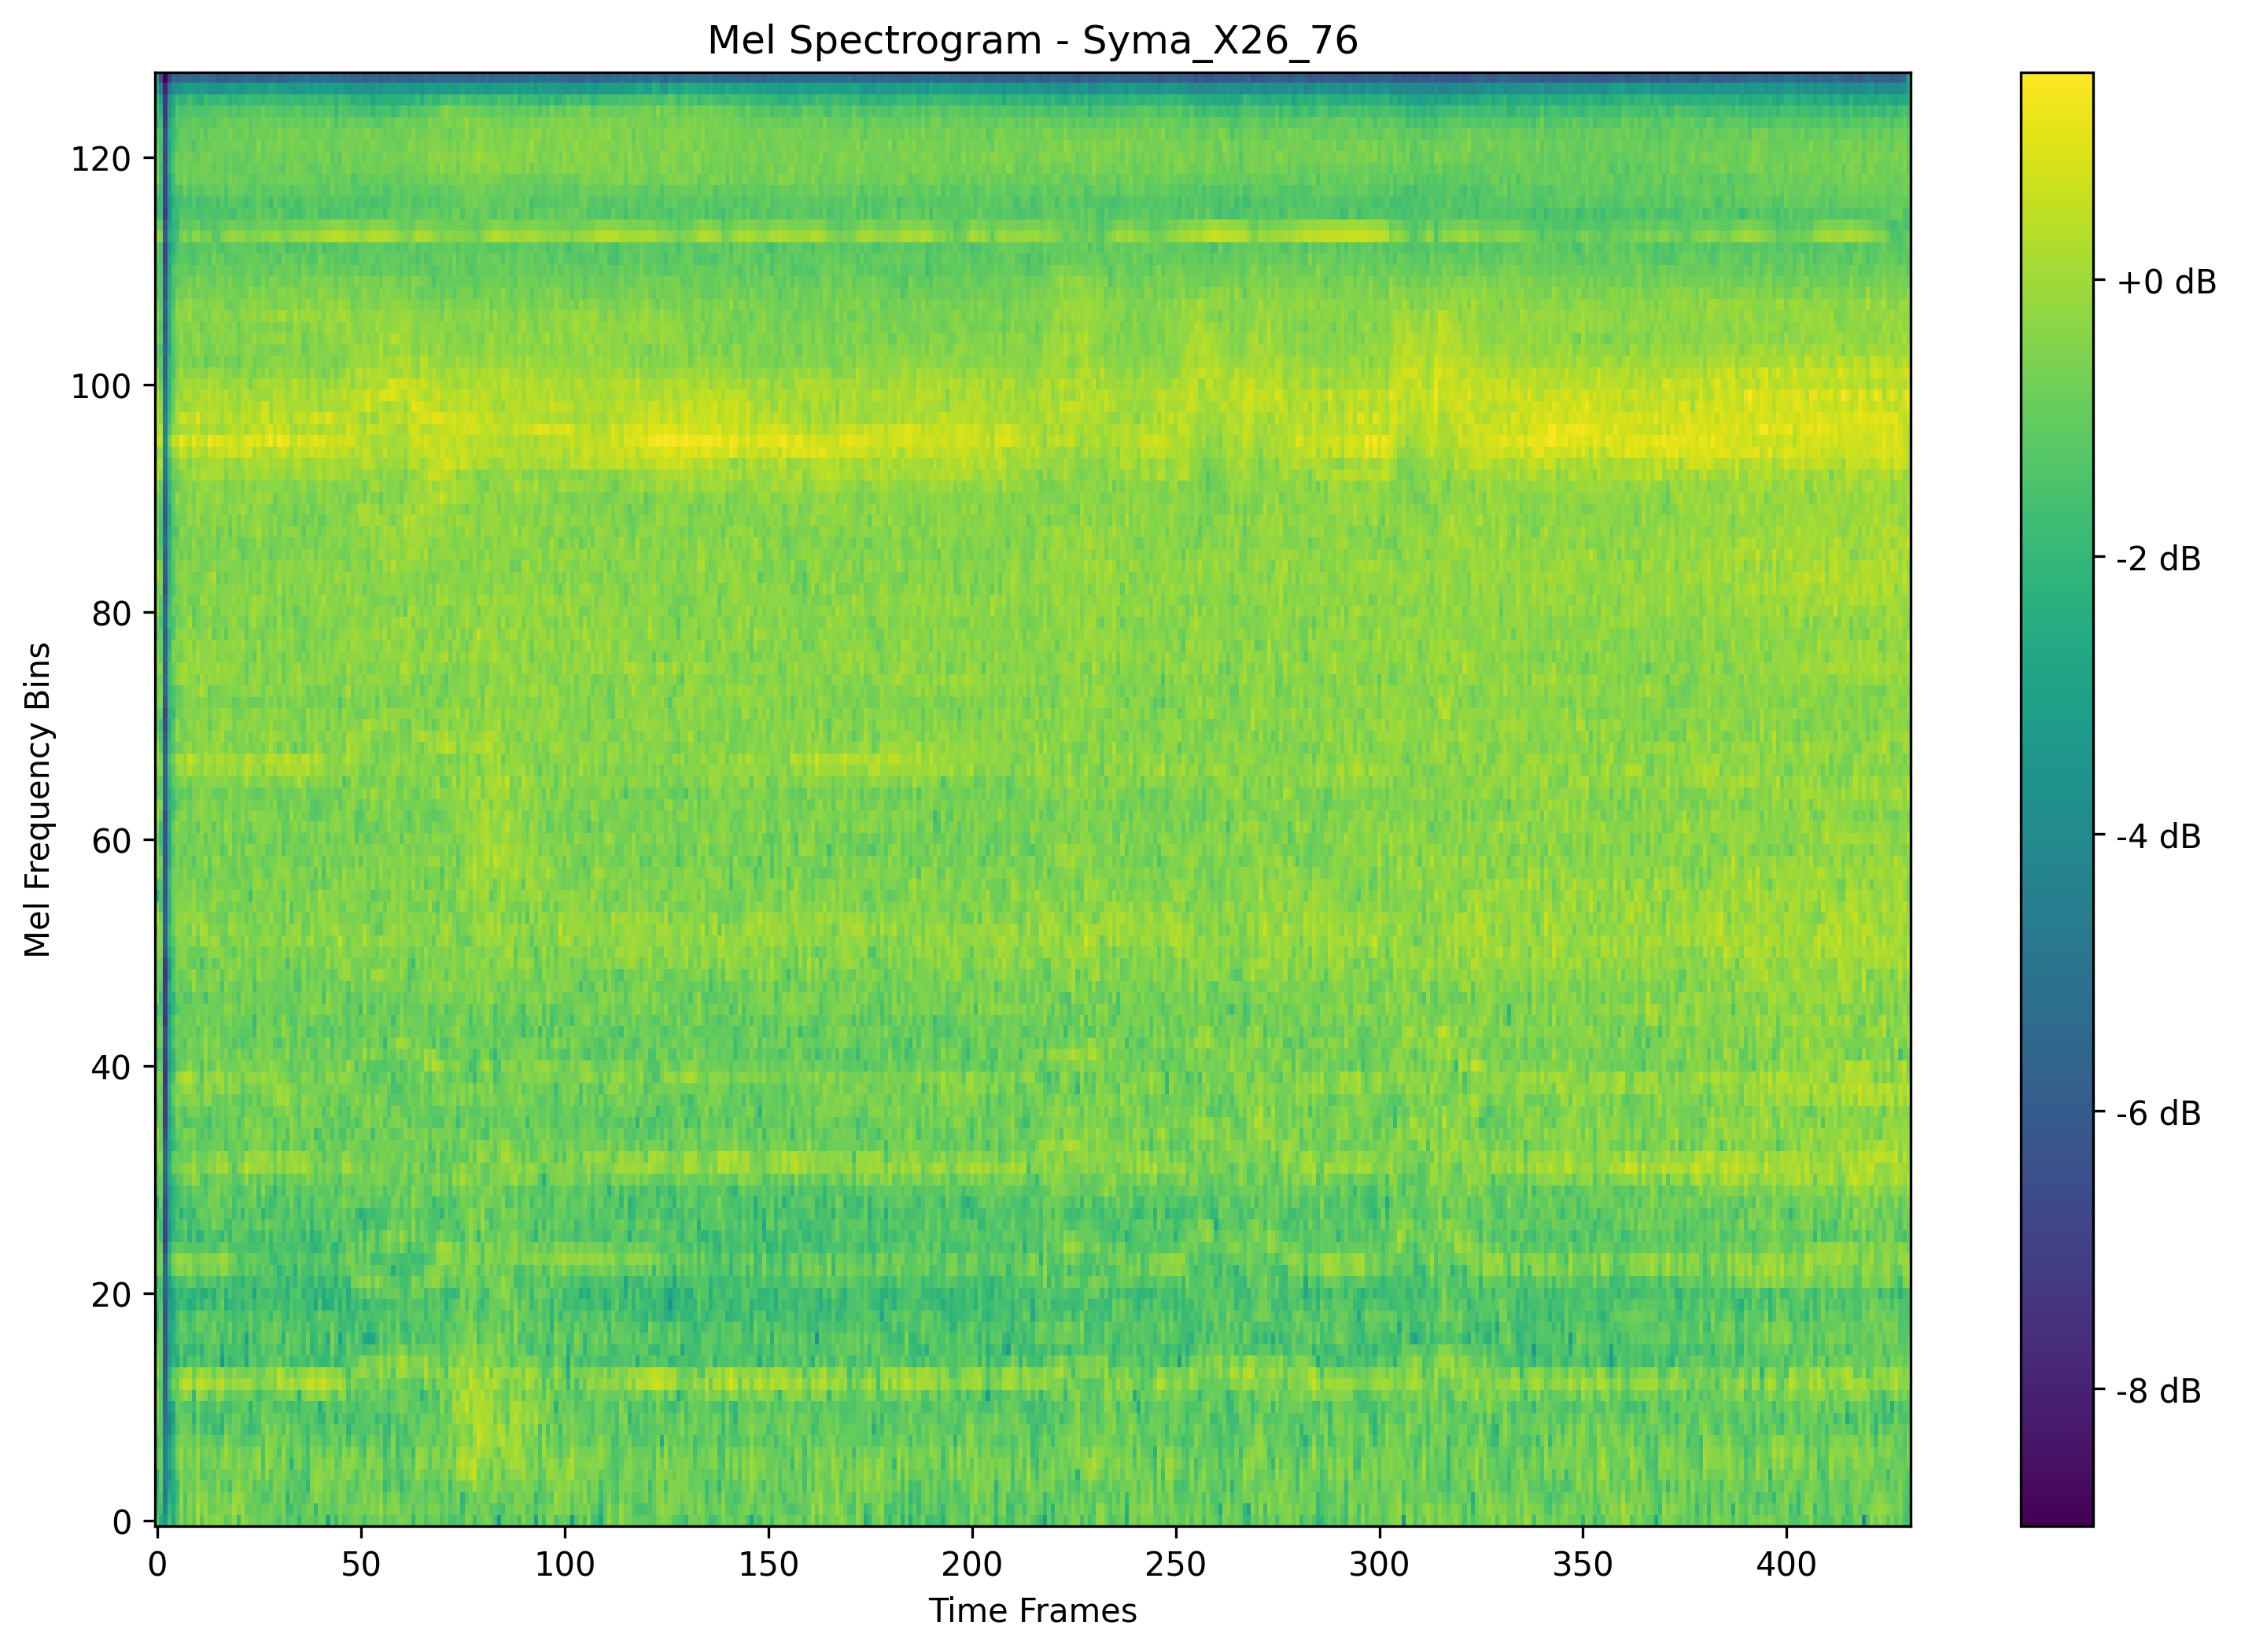 Mel Spectrogram - Syma_X26_76
Mel Frequency Bins
120
100
80
60
40
20
0
0 50 100 150 200 250 300 350 400
Time Frames
+0 dB
-2 dB
-4 dB
-6 dB
-8 dB